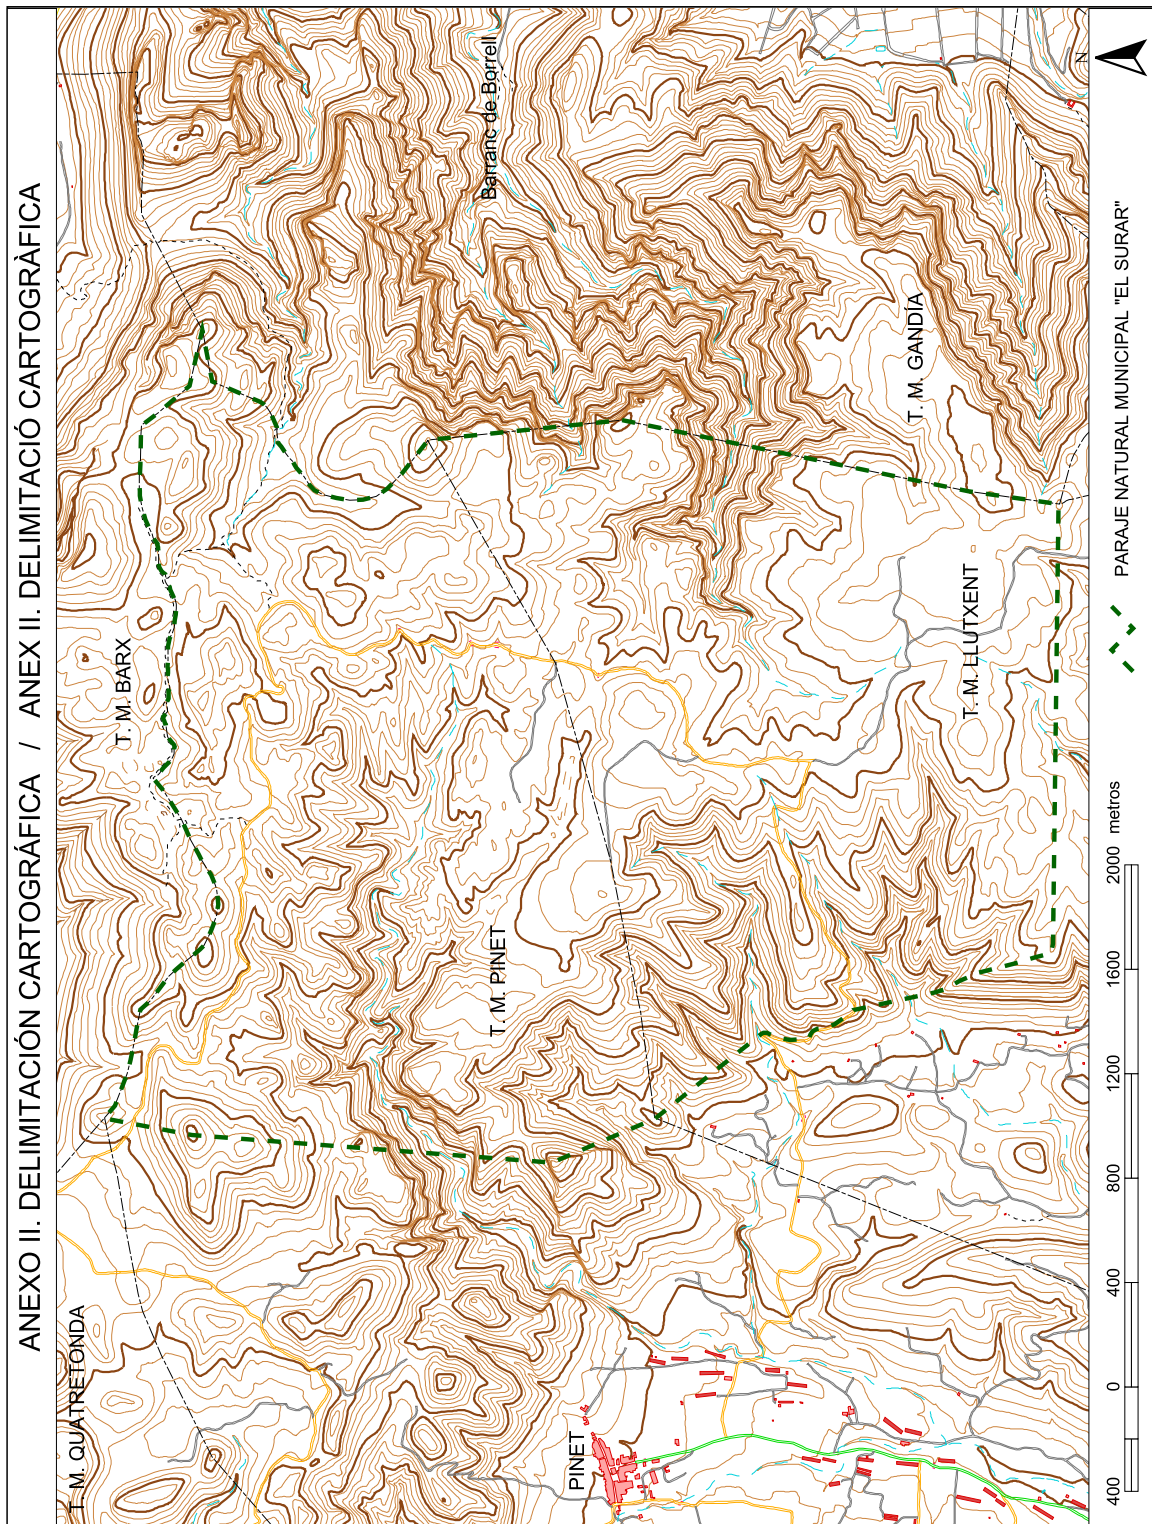 ANEXO II. DELIMITACIÓN CARTOGRÁFICA / ANEX II. DELIMITACIÓ CARTOGRÀFICA
T. M. QUATRETONDA
T. M. BARX
Barranc de Borrell
T. M. PINET
PINET
T. M. GANDÍA
T. M. LLUTXENT
N
400 0 400 800 1200 1600 2000 metros
PARAJE NATURAL MUNICIPAL "EL SURAR"